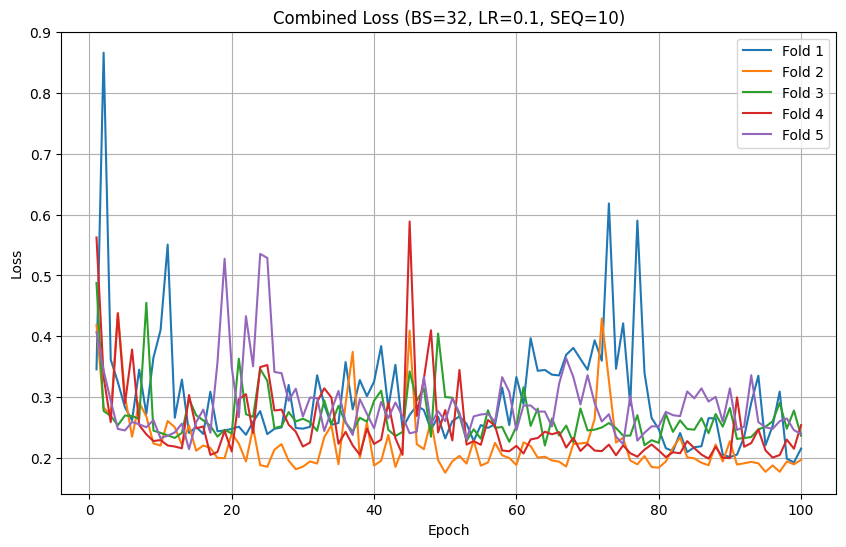 Combined Loss (BS=32, LR=0.1, SEQ=10)
0.9
0.8
0.7
0.6
0.5
0.4
0.3
0.2
Loss
Fold 1
Fold 2
Fold 3
Fold 4
Fold 5
0
20
40
60
80
100
Epoch